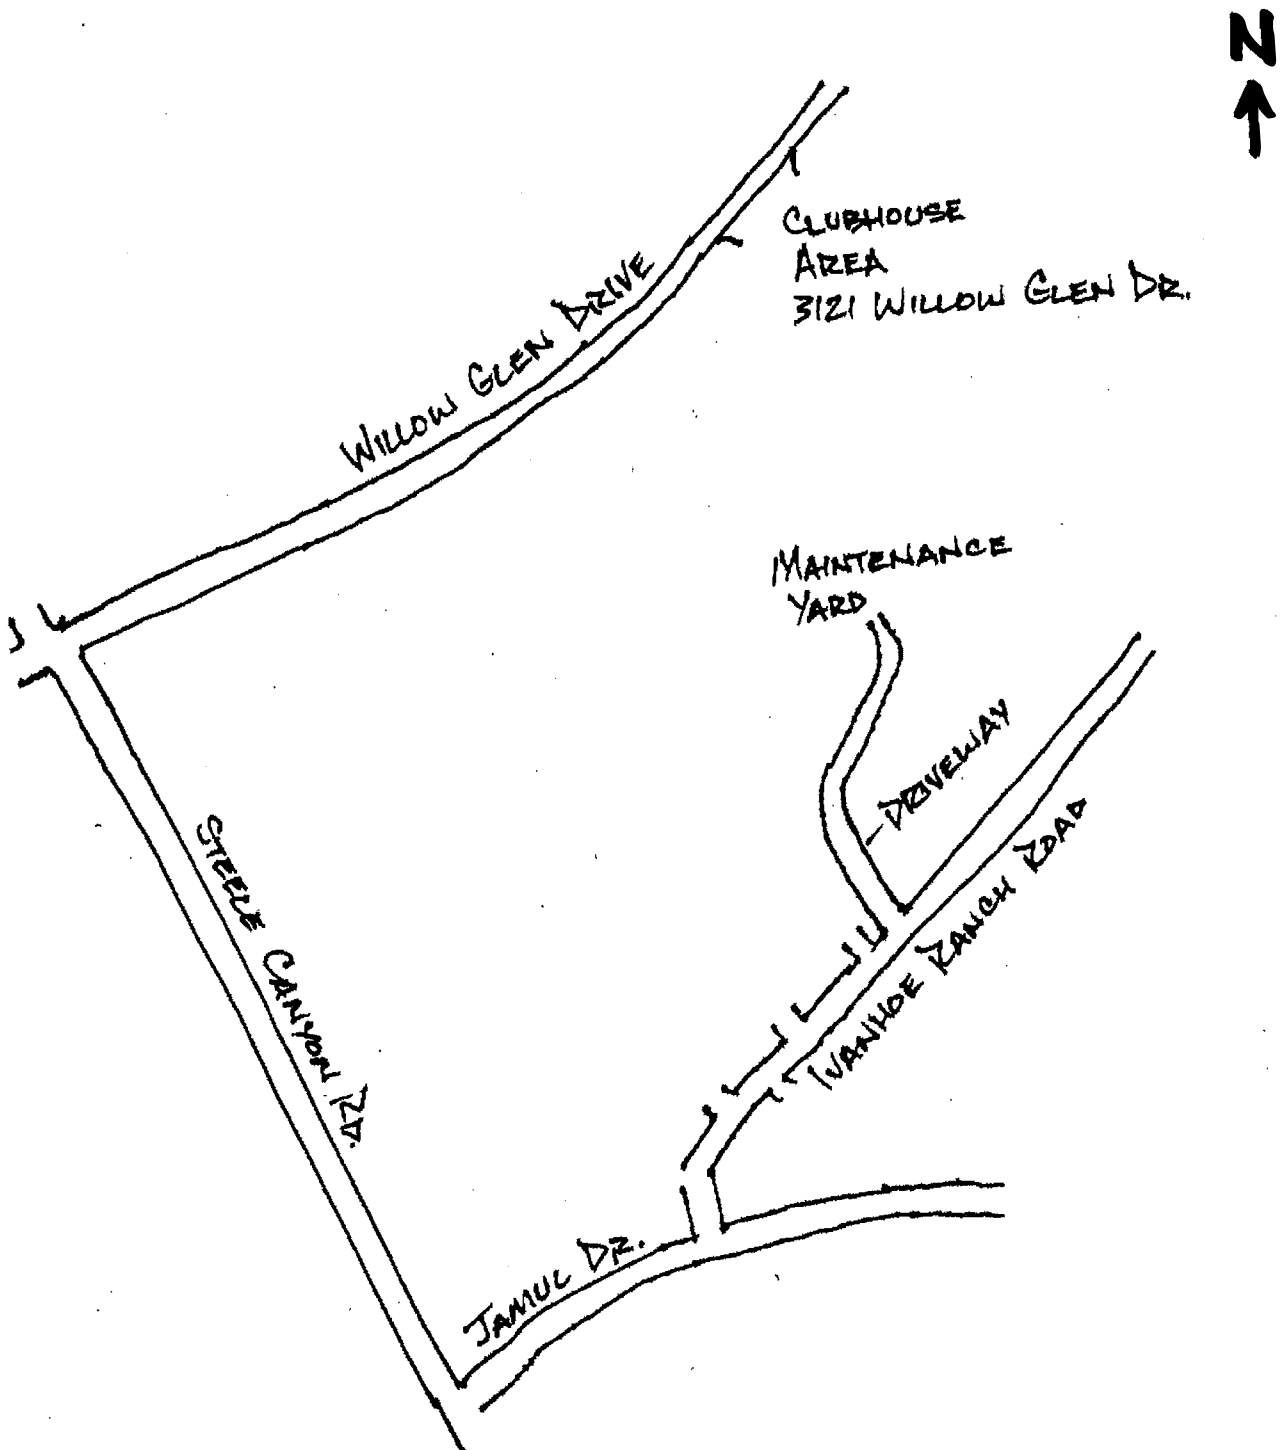 N
CLUBHOUSE
AREA
3121 WILLOW GLEN DR.
WILLOW GLEN DRIVE
MAINTENANCE
YARD
DRIVEWAY
IVANHOE RANCH ROAD
STEELE CANYON RD.
JAMUL DR.